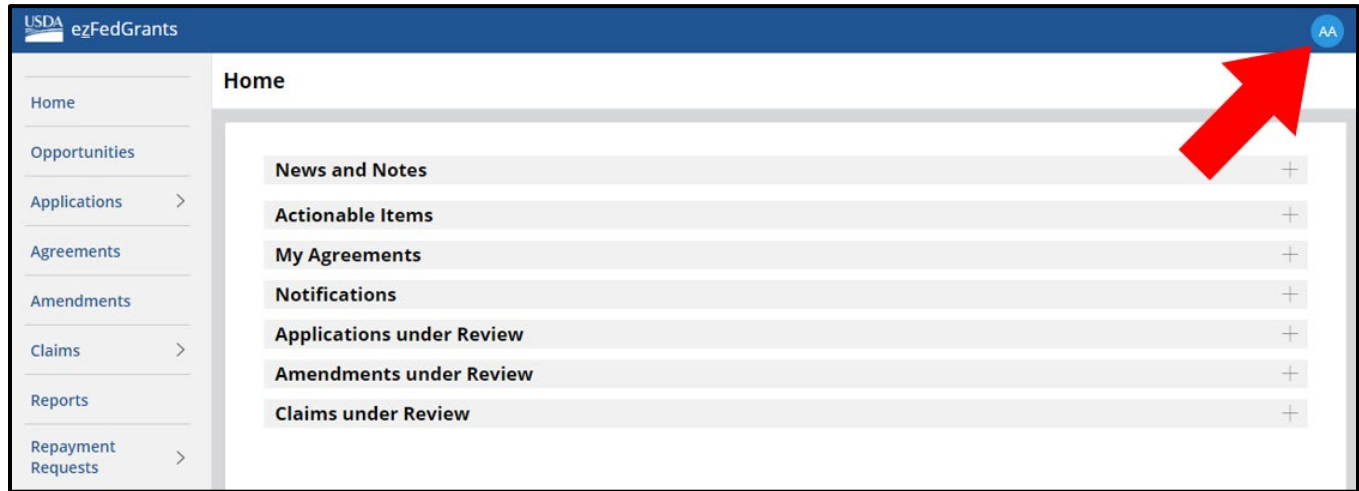 USDA ezFedGrants
AA
Home
Opportunities
Applications
Agreements
Amendments
Claims
Reports
Repayment
Requests
Home
News and Notes
Actionable Items
My Agreements
Notifications
Applications under Review
Amendments under Review
Claims under Review